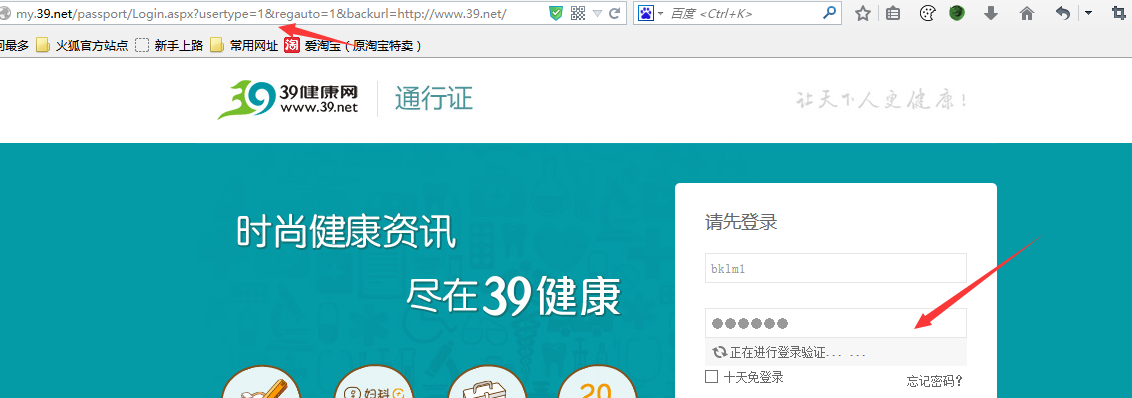 my.39.net/passport/Login.aspx?usertype=1&regauto=1&backurl=http://www.39.net/
百度 <Ctrl+K>
问最多 火狐官方站点 新手上路 常用网址 淘 爱淘宝（原淘宝特卖）
39健康网
www.39.net
通行证
让天下人更健康！
时尚健康资讯
尽在39健康
请先登录
bklm1
正在进行登录验证... ...
十天免登录
忘记密码？
妇科
20